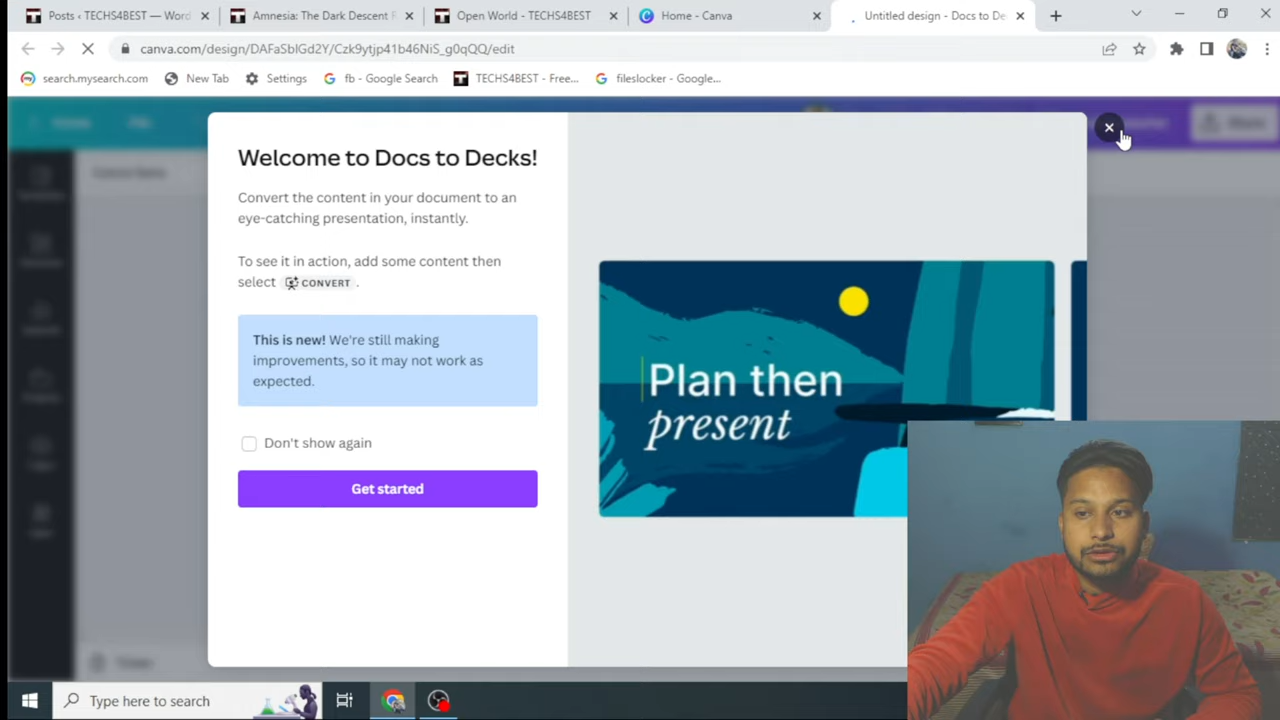 Posts ‹ TECHS4BEST — Word
Amnesia: The Dark Descent F
Open World - TECHS4BEST
Home - Canva
Untitled design - Docs to De
canva.com/design/DAFaSblGd2Y/Czk9ytjp41b46NiS_g0qQQ/edit
search.mysearch.com
New Tab
Settings
fb - Google Search
TECHS4BEST - Free...
fileslocker - Google...
Welcome to Docs to Decks!
Convert the content in your document to an
eye-catching presentation, instantly.
To see it in action, add some content then
select CONVERT .
This is new! We're still making
improvements, so it may not work as
expected.
Don't show again
Get started
Plan then
present
Type here to search